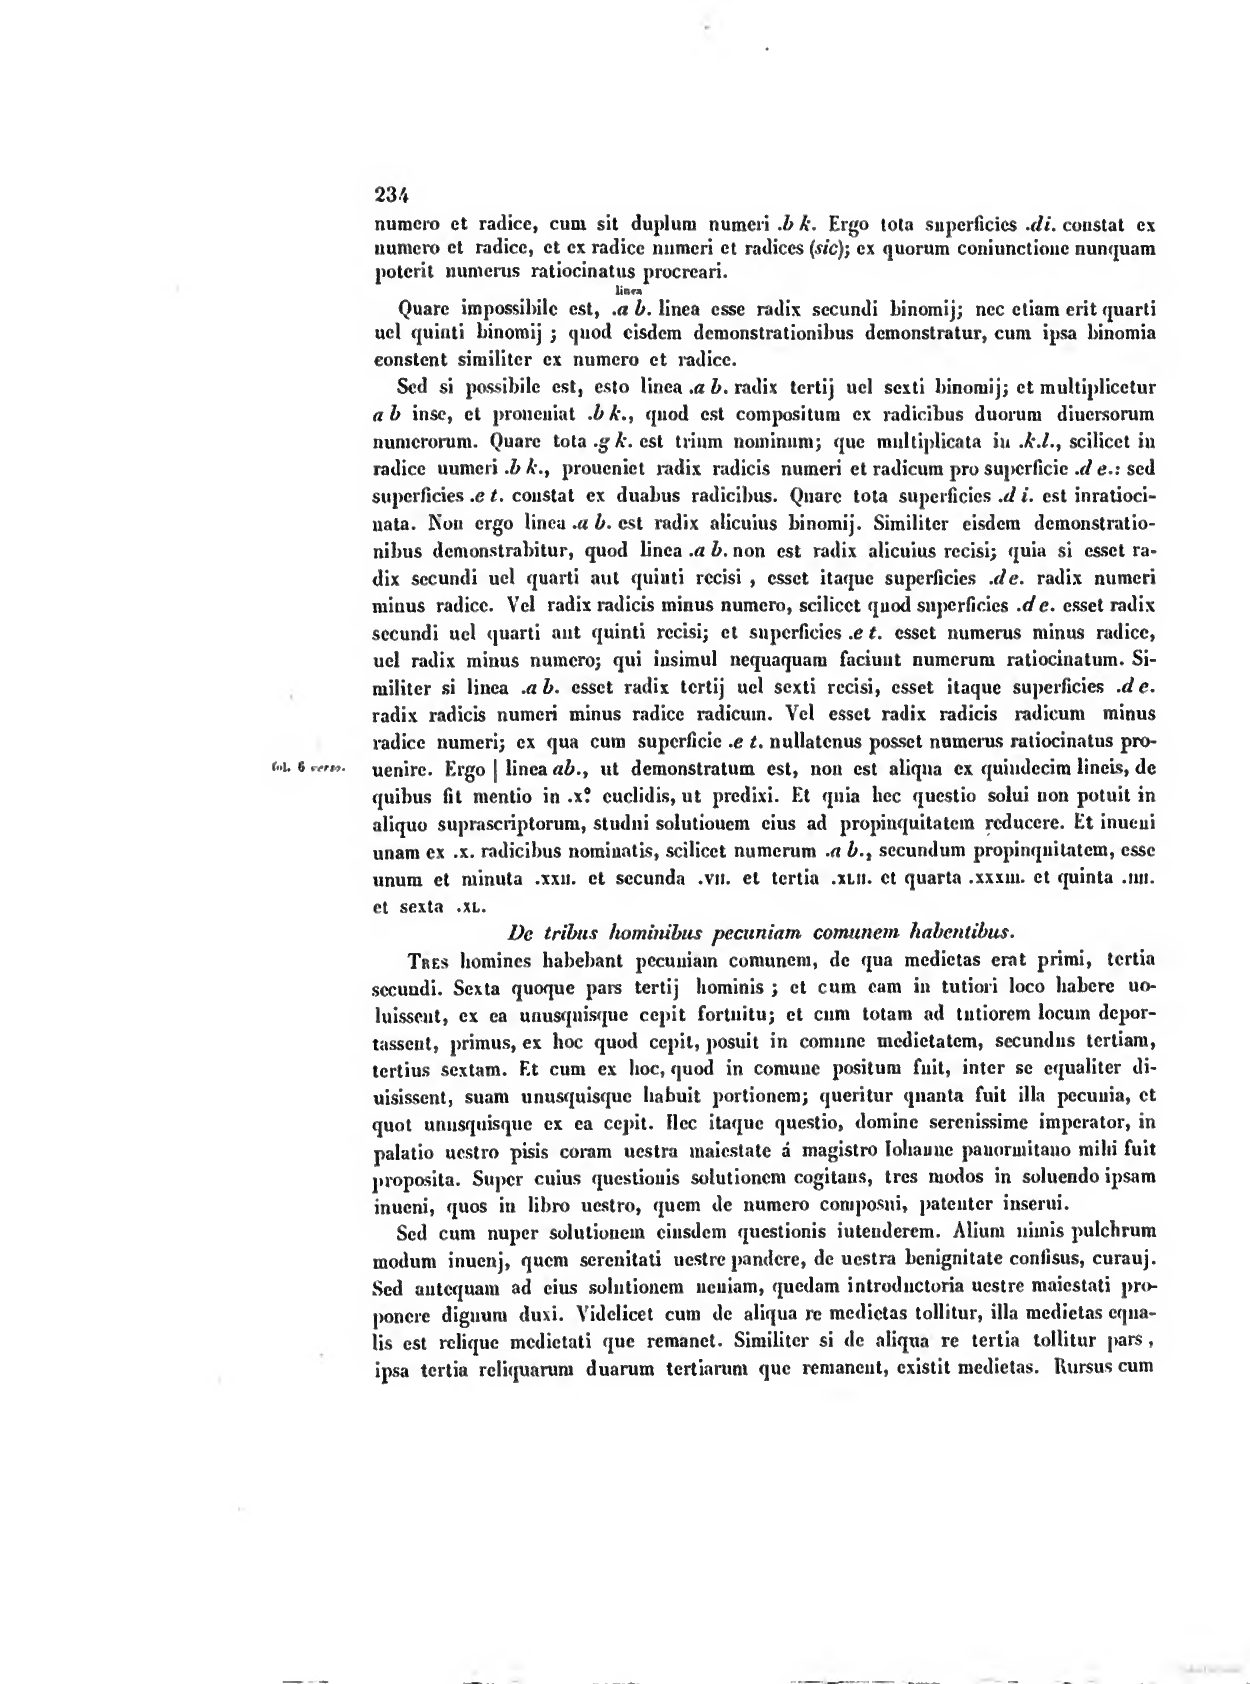 234
numero et radice, cum sit duplum numeri .b k. Ergo tota superficies .di. constat ex
numero et radice, et ex radice numeri et radices (sic); ex quorum coniunctione nunquam
poterit numerus ratiocinatus procreari.
linea
Quare impossibile est, .a b. linea esse radix secundi binomij; nec etiam erit quarti
uel quinti binomij ; quod eisdem demonstrationibus demonstratur, cum ipsa binomia
constent similiter ex numero et radice.
Sed si possibile est, esto linea .a b. radix tertij uel sexti binomij; et multiplicetur
a b inse, et proueniat .b k., quod est compositum ex radicibus duorum diuersorum
numerorum. Quare tota .g k. est trium nominum; que multiplicata in .k.l., scilicet in
radice numeri .b k., proueniet radix radicis numeri et radicum pro superficie .d e.: sed
superficies .e t. constat ex duabus radicibus. Quare tota superficies .d i. est inratioci-
nata. Non ergo linea .a b. est radix alicuius binomij. Similiter eisdem demonstratio-
nibus demonstrabitur, quod linea .a b. non est radix alicuius recisi; quia si esset ra-
dix secundi uel quarti aut quinti recisi , esset itaque superficies .de. radix numeri
minus radice. Vel radix radicis minus numero, scilicet quod superficies .d e. esset radix
secundi uel quarti aut quinti recisi; et superficies .e t. esset numerus minus radice,
uel radix minus numero; qui insimul nequaquam faciunt numerum ratiocinatum. Si-
militer si linea .a b. esset radix tertij uel sexti recisi, esset itaque superficies .d e.
radix radicis numeri minus radice radicum. Vel esset radix radicis radicum minus
radice numeri; ex qua cum superficie .e t. nullatenus posset numerus ratiocinatus pro-
fol. 6 verso.
uenire. Ergo | linea ab., ut demonstratum est, non est aliqua ex quindecim lineis, de
quibus fit mentio in .x.º euclidis, ut predixi. Et quia hec questio solui non potuit in
aliquo suprascriptorum, studui solutionem eius ad propinquitatem reducere. Et inueni
unam ex .x. radicibus nominatis, scilicet numerum .a b., secundum propinquitatem, esse
unum et minuta .xxii. et secunda .vii. et tertia .xlii. et quarta .xxxiii. et quinta .iiii.
et sexta .xl.
De tribus hominibus pecuniam comunem habentibus.
Tres homines habebant pecuniam comunem, de qua medietas erat primi, tertia
secundi. Sexta quoque pars tertij hominis ; et cum eam in tutiori loco habere uo-
luissent, ex ea unusquisque cepit fortuitu; et cum totam ad tutiorem locum depor-
tassent, primus, ex hoc quod cepit, posuit in comune medietatem, secundus tertiam,
tertius sextam. Et cum ex hoc, quod in comune positum fuit, inter se equaliter di-
uisissent, suam unusquisque habuit portionem; queritur quanta fuit illa pecunia, et
quot unusquisque ex ea cepit. Hec itaque questio, domine serenissime imperator, in
palatio uestro pisis coram uestra maiestate á magistro Iohanne panormitano mihi fuit
proposita. Super cuius questionis solutionem cogitans, tres modos in soluendo ipsam
inueni, quos in libro uestro, quem de numero composui, patenter inserui.
Sed cum nuper solutionem eiusdem questionis intenderem. Alium nimis pulchrum
modum inuenj, quem serenitati uestre pandere, de uestra benignitate confisus, curauj.
Sed antequam ad eius solutionem ueniam, quedam introductoria uestre maiestati pro-
ponere dignum duxi. Videlicet cum de aliqua re medietas tollitur, illa medietas equa-
lis est relique medietati que remanet. Similiter si de aliqua re tertia tollitur pars ,
ipsa tertia reliquarum duarum tertiarum que remanent, existit medietas. Rursus cum